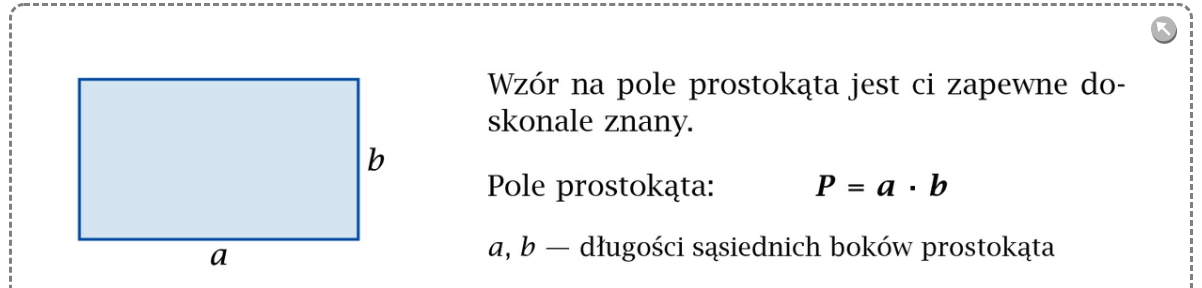 Wzór na pole prostokąta jest ci zapewne do-
skonale znany.
b
Pole prostokąta: P = a · b
a
a, b — długości sąsiednich boków prostokąta